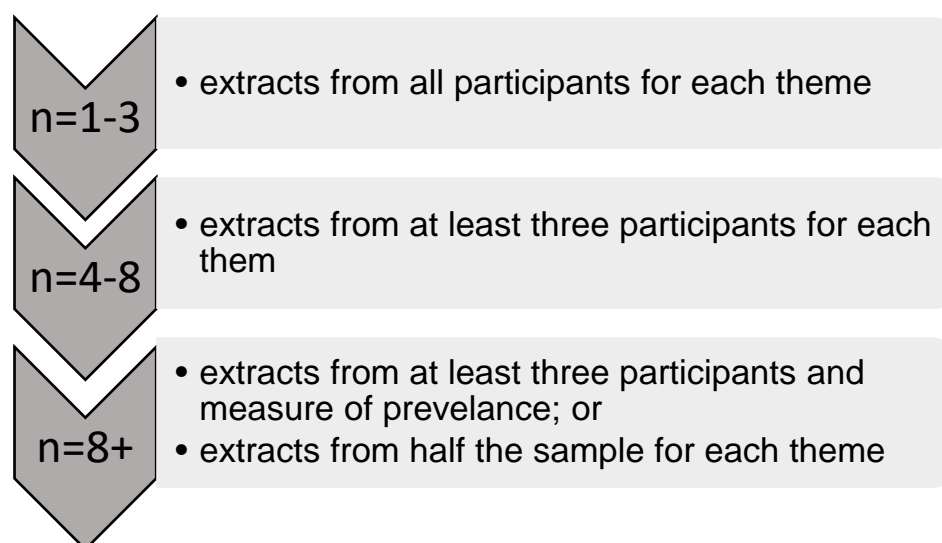 n=1-3
• extracts from all participants for each theme
n=4-8
• extracts from at least three participants for each
them
n=8+
• extracts from at least three participants and
measure of prevelance; or
• extracts from half the sample for each theme